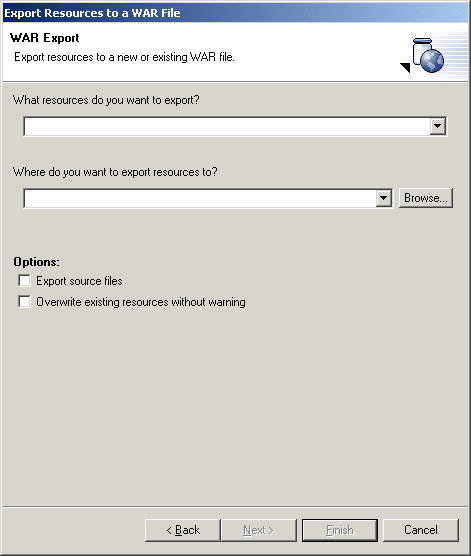 Export Resources to a WAR File
WAR Export
Export resources to a new or existing WAR file.
What resources do you want to export?
Where do you want to export resources to?
Browse...
Options:
Export source files
Overwrite existing resources without warning
< Back
Next >
Finish
Cancel